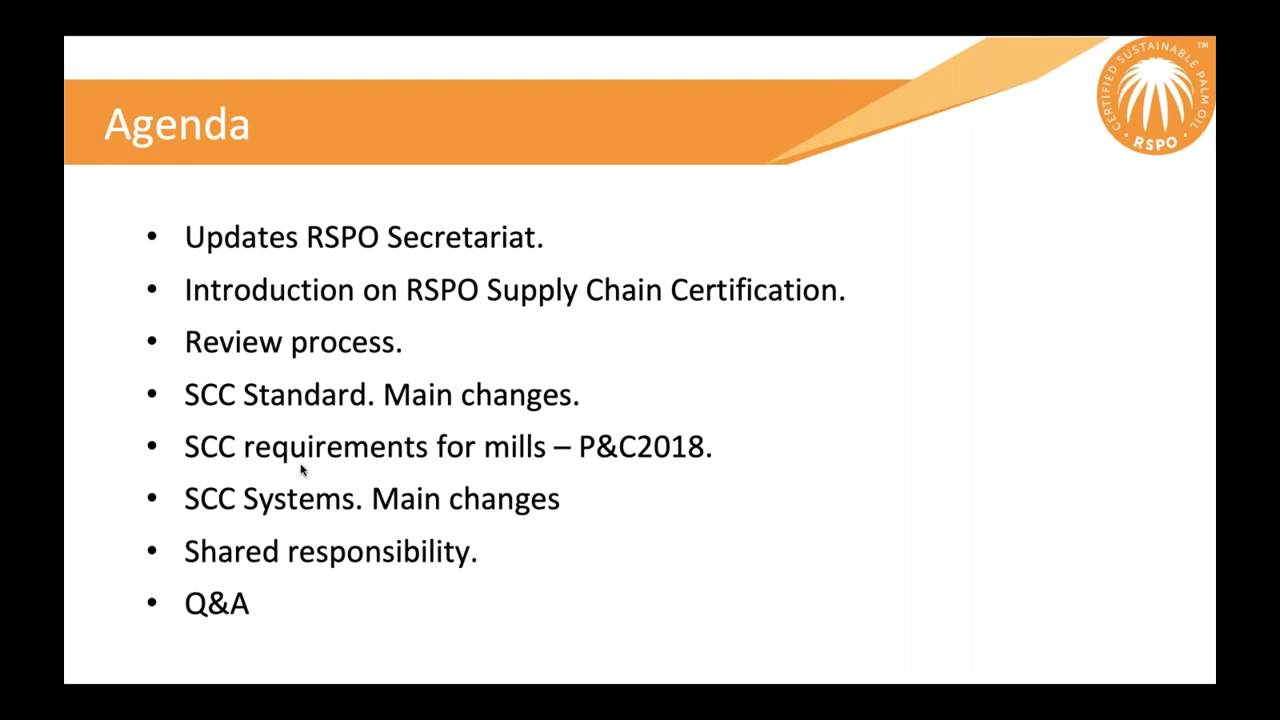 Agenda
CERTIFIED SUSTAINABLE PALM OIL
TM
· RSPO ·
• Updates RSPO Secretariat.
• Introduction on RSPO Supply Chain Certification.
• Review process.
• SCC Standard. Main changes.
• SCC requirements for mills – P&C2018.
• SCC Systems. Main changes
• Shared responsibility.
• Q&A